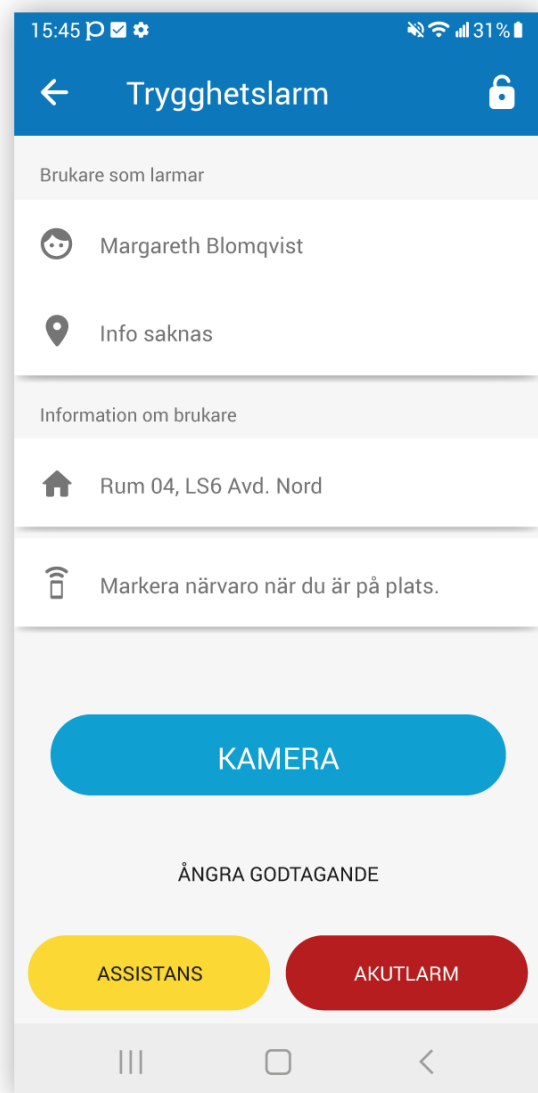 15:45 31%
Trygghetslarm
Brukare som larmar
Margareth Blomqvist
Info saknas
Information om brukare
Rum 04, LS6 Avd. Nord
Markera närvaro när du är på plats.
KAMERA
ÅNGRA GODTAGANDE
ASSISTANS AKUTLARM